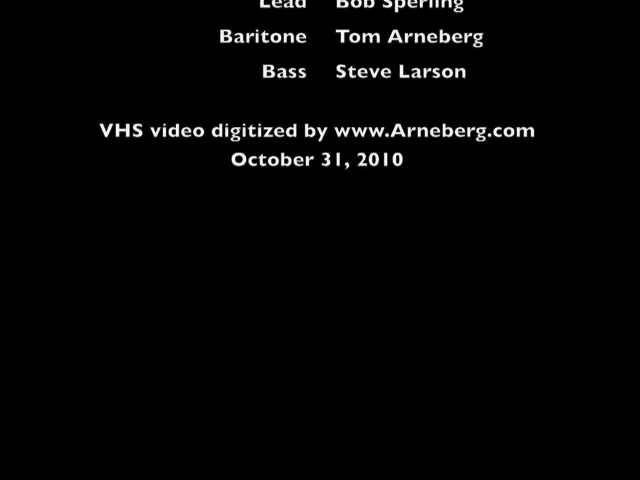 Lead Bob Sperling
Baritone Tom Arneberg
Bass Steve Larson
VHS video digitized by www.Arneberg.com
October 31, 2010